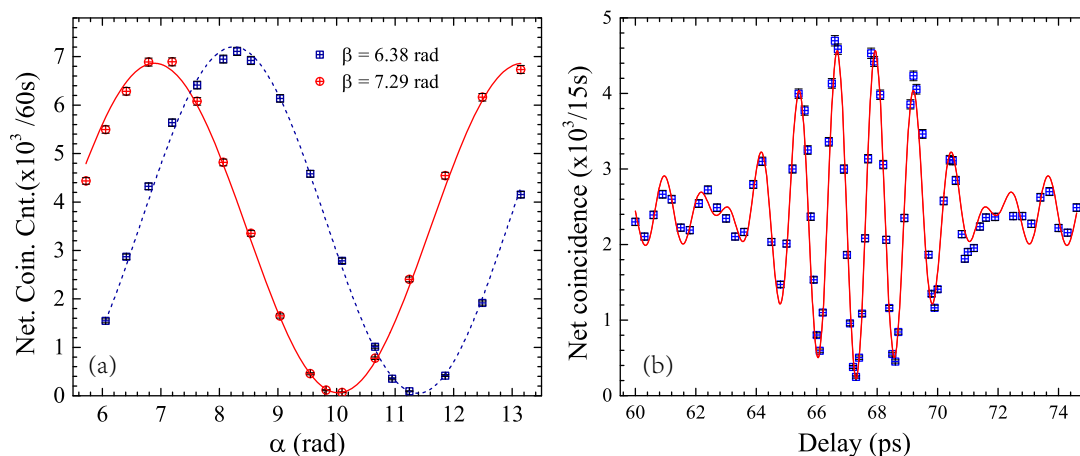 Net. Coin. Cnt.(x10³ /60s)
7
6
5
4
3
2
1
0
β = 6.38 rad
β = 7.29 rad
(a)
6 7 8 9 10 11 12 13
α (rad)
Net coincidence (x10³/15s)
5
4
3
2
1
0
(b)
60 62 64 66 68 70 72 74
Delay (ps)